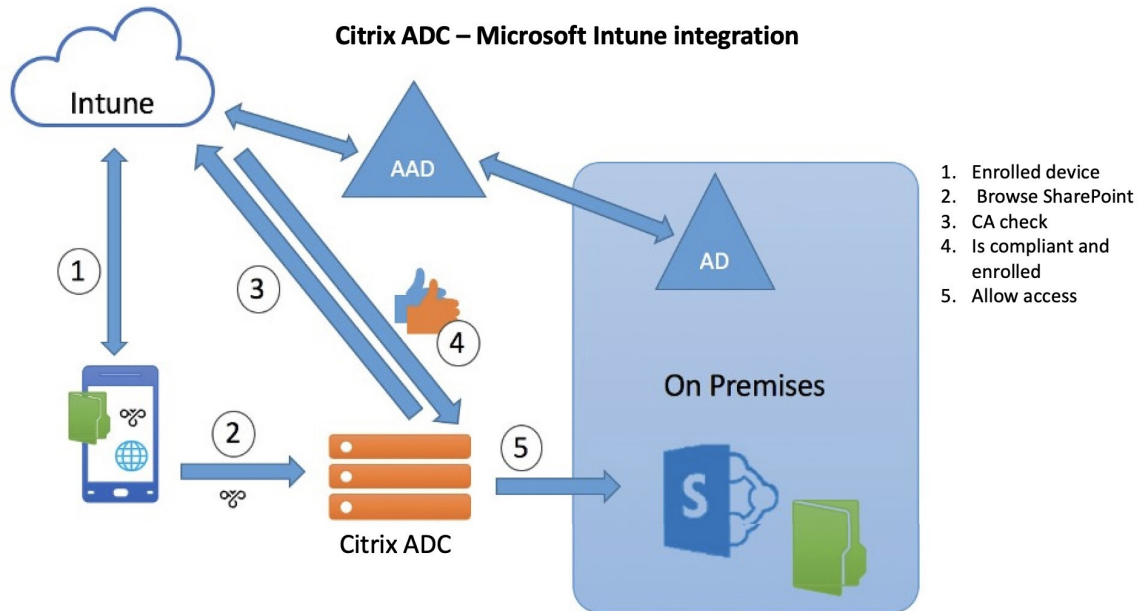 Citrix ADC – Microsoft Intune integration
Intune
AAD
AD
1. Enrolled device
2. Browse SharePoint
3. CA check
4. Is compliant and
enrolled
5. Allow access
1
3
4
On Premises
2
5
S
Citrix ADC